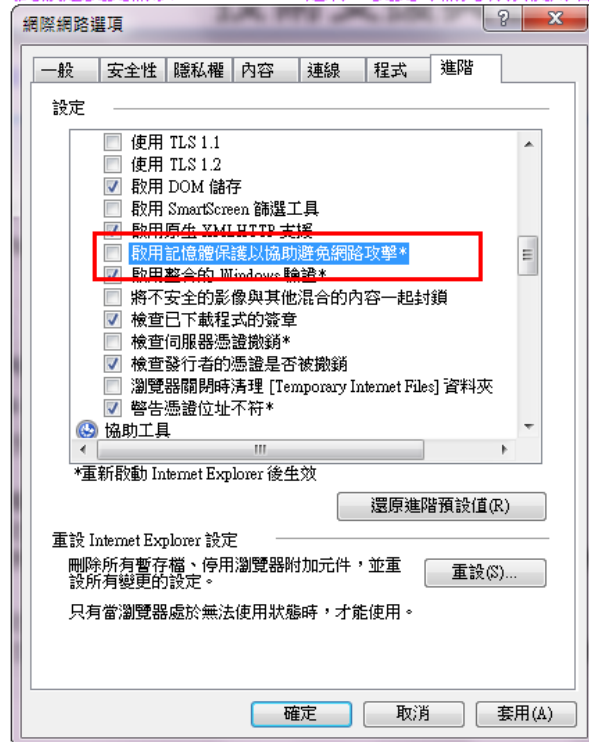 網際網路選項
一般 安全性 隱私權 內容 連線 程式 進階
設定
使用 TLS 1.1
使用 TLS 1.2
啟用 DOM 儲存
啟用 SmartScreen 篩選工具
啟用原生 XMLHTTP 支援
啟用記憶體保護以協助避免網路攻擊*
啟用整合的 Windows 驗證*
將不安全的影像與其他混合的內容一起封鎖
檢查已下載程式的簽章
檢查伺服器憑證撤銷*
檢查發行者的憑證是否被撤銷
瀏覽器關閉時清理 [Temporary Internet Files] 資料夾
警告憑證位址不符*
協助工具
*重新啟動 Internet Explorer 後生效
還原進階預設值(R)
重設 Internet Explorer 設定
刪除所有暫存檔、停用瀏覽器附加元件，並重
設所有變更的設定。
重設(S)...
只有當瀏覽器處於無法使用狀態時，才能使用。
確定 取消 套用(A)